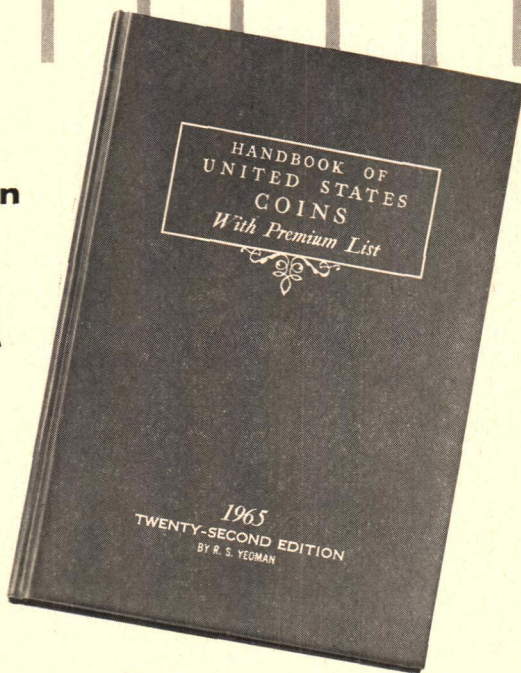 HANDBOOK OF
UNITED STATES
COINS
With Premium List
1965
TWENTY-SECOND EDITION
BY R. S. YEOMAN